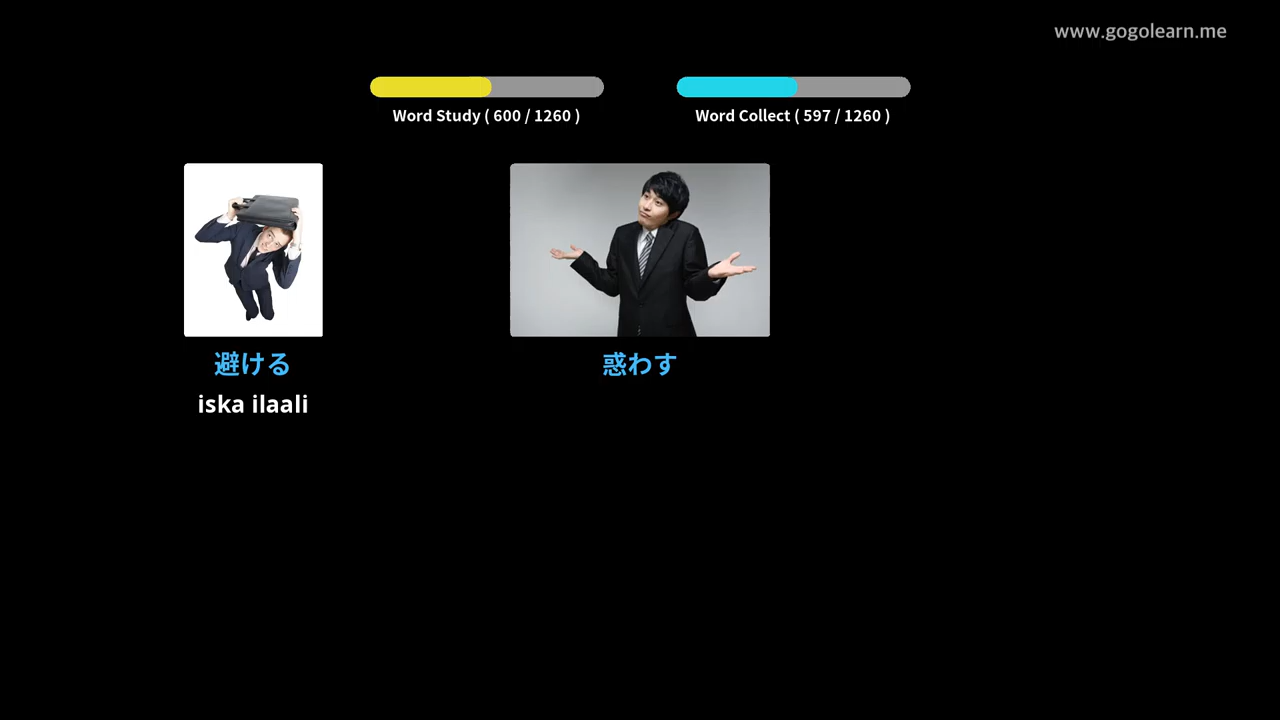 www.gogolearn.me
Word Study ( 600 / 1260 )
Word Collect ( 597 / 1260 )
避ける
iska ilaali
惑わす